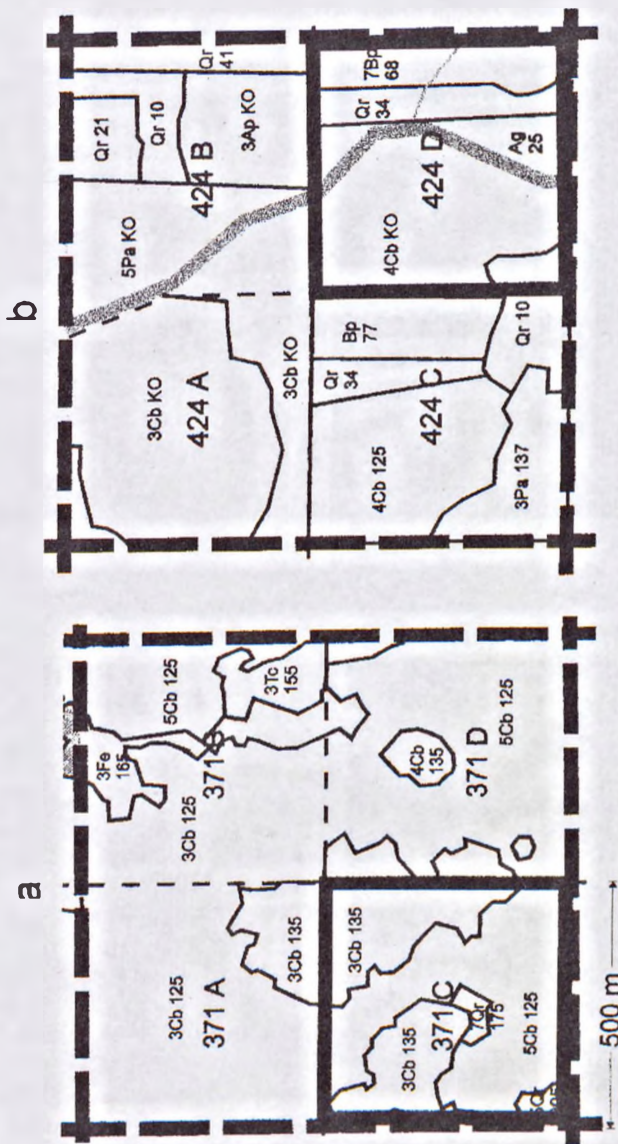 a
3Cb 125
371 A
3Cb 135
3Fe
165
5Cb 125
3Cb 125
371 B
3Tc
155
3Cb 135
3Cb 135
371 C
175
5Cb 125
4Cb
135
371 D
5Cb 125
500 m
b
3Cb KO
424 A
3Cb KO
5Pa KO
Qr 21
Qr 10
Qr
41
424 B
3Ap KO
Qr
34
Bp
77
4Cb 125
424 C
Qr 10
3Pa 137
4Cb KO
424 D
Qr
34
7Bp
68
Ag
25